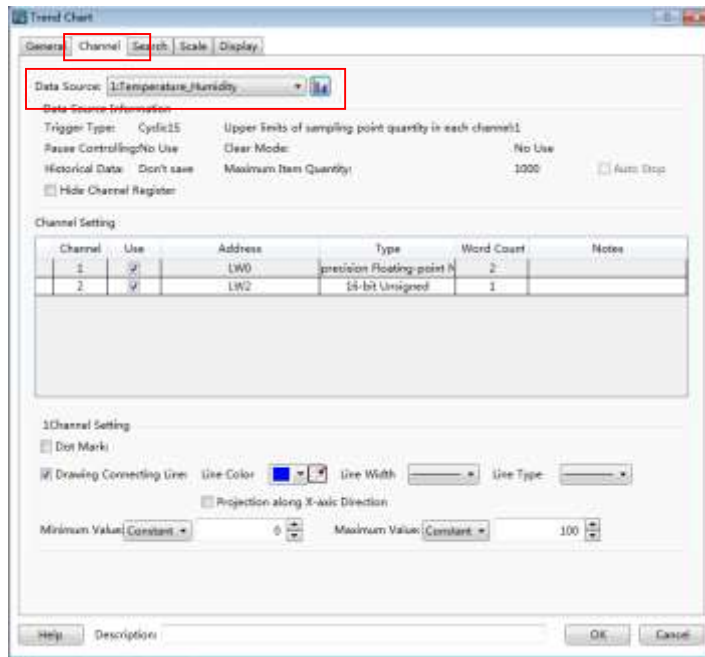 Trend Chart
General Channel Search Scale Display
Data Source: 1:Temperature_Humidity
Data Source Information
Trigger Type: Cyclic1S Upper limits of sampling point quantity in each channel:1
Pause Controlling:No Use Clear Mode: No Use
Historical Data: Don't save Maximum Item Quantity: 1000 Auto Stop
Hide Channel Register
Channel Setting
Channel Use Address Type Word Count Notes
1 LW0 precision Floating-point N 2
2 LW2 16-bit Unsigned 1
1Channel Setting
Dot Mark:
Drawing Connecting Line: Line Color Line Width Line Type
Projection along X-axis Direction
Minimum Value: Constant 0 Maximum Value: Constant 100
Help Description: OK Cancel